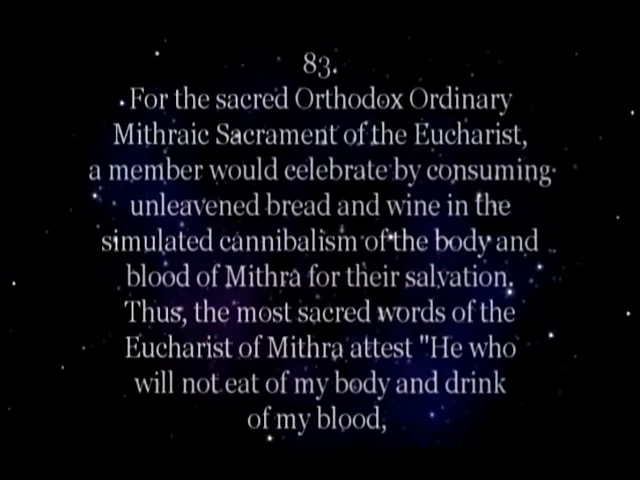 83.
For the sacred Orthodox Ordinary
Mithraic Sacrament of the Eucharist,
a member would celebrate by consuming
unleavened bread and wine in the
simulated cannibalism of the body and
blood of Mithra for their salvation.
Thus, the most sacred words of the
Eucharist of Mithra attest "He who
will not eat of my body and drink
of my blood,